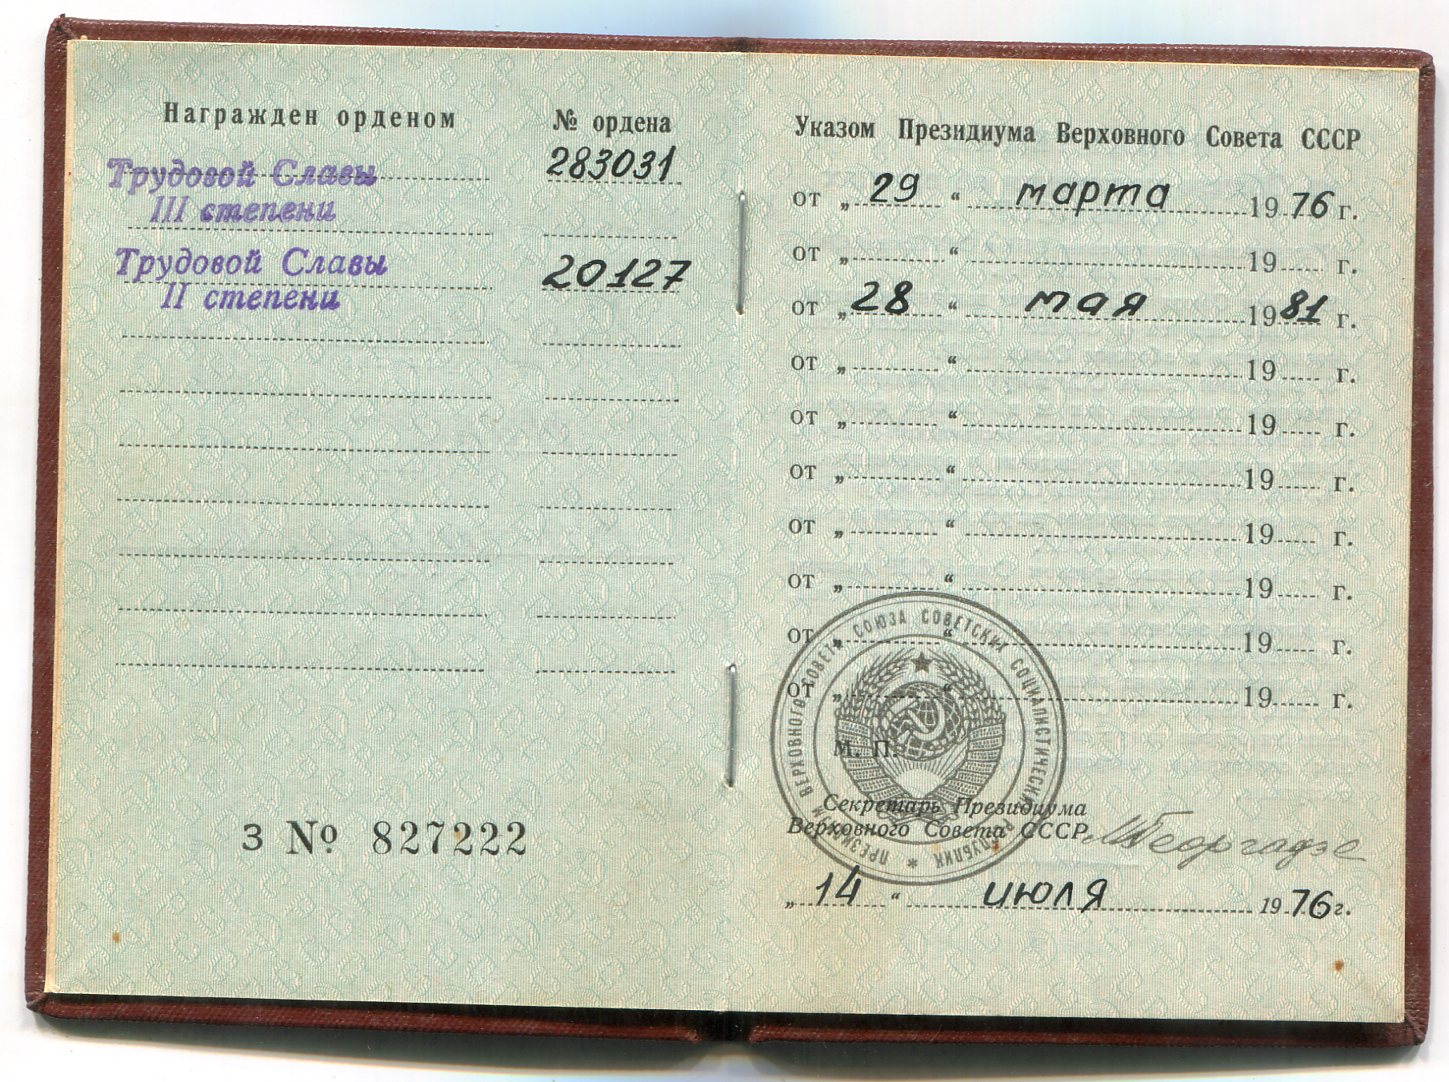 Награжден орденом
№ ордена
Трудовой Славы
III степени
283031
Трудовой Славы
II степени
20127
З № 827222
Указом Президиума Верховного Совета СССР
от „ 29 “ марта 1976 г.
от „ “ 19 г.
от „ 28 “ мая 1981 г.
от „ “ 19 г.
от „ “ 19 г.
от „ “ 19 г.
от „ “ 19 г.
от „ “ 19 г.
от „ “ 19 г.
от „ “ 19 г.
М. П.
ПРЕЗИДИУМ ВЕРХОВНОГО СОВЕТА СОЮЗА СОВЕТСКИХ СОЦИАЛИСТИЧЕСКИХ РЕСПУБЛИК
Секретарь Президиума
Верховного Совета СССР МГеоргадзе
„ 14 “ июля 1976 г.